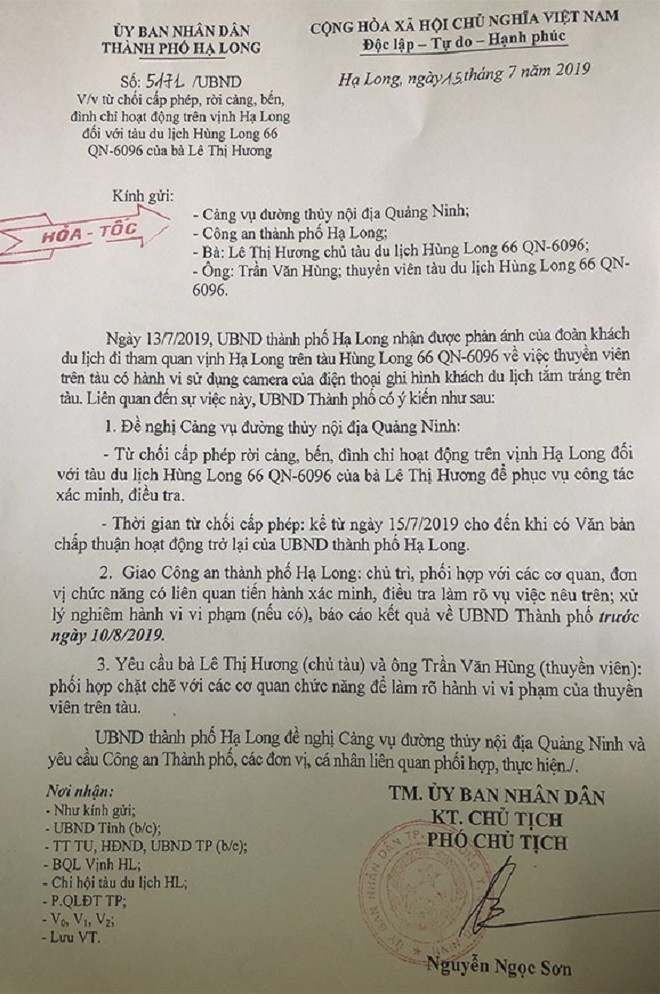 ỦY BAN NHÂN DÂN
THÀNH PHỐ HẠ LONG
CỘNG HÒA XÃ HỘI CHỦ NGHĨA VIỆT NAM
Độc lập – Tự do – Hạnh phúc
Số: 5171 /UBND
Hạ Long, ngày 15 tháng 7 năm 2019
V/v từ chối cấp phép, rời cảng, bến,
đình chỉ hoạt động trên vịnh Hạ Long
đối với tàu du lịch Hùng Long 66
QN-6096 của bà Lê Thị Hương
Kính gửi:
HỎA - TỐC
- Cảng vụ đường thủy nội địa Quảng Ninh;
- Công an thành phố Hạ Long;
- Bà: Lê Thị Hương chủ tàu du lịch Hùng Long 66 QN-6096;
- Ông: Trần Văn Hùng; thuyền viên tàu du lịch Hùng Long 66 QN-
6096.
Ngày 13/7/2019, UBND thành phố Hạ Long nhận được phản ánh của đoàn khách
du lịch đi tham quan vịnh Hạ Long trên tàu Hùng Long 66 QN-6096 về việc thuyền viên
trên tàu có hành vi sử dụng camera của điện thoại ghi hình khách du lịch tắm tráng trên
tàu. Liên quan đến sự việc này, UBND Thành phố có ý kiến như sau:
1. Đề nghị Cảng vụ đường thủy nội địa Quảng Ninh:
- Từ chối cấp phép rời cảng, bến, đình chỉ hoạt động trên vịnh Hạ Long đối
với tàu du lịch Hùng Long 66 QN-6096 của bà Lê Thị Hương để phục vụ công tác
xác minh, điều tra.
- Thời gian từ chối cấp phép: kể từ ngày 15/7/2019 cho đến khi có Văn bản
chấp thuận hoạt động trở lại của UBND thành phố Hạ Long.
2. Giao Công an thành phố Hạ Long: chủ trì, phối hợp với các cơ quan, đơn
vị chức năng có liên quan tiến hành xác minh, điều tra làm rõ vụ việc nêu trên; xử
lý nghiêm hành vi vi phạm (nếu có), báo cáo kết quả về UBND Thành phố trước
ngày 10/8/2019.
3. Yêu cầu bà Lê Thị Hương (chủ tàu) và ông Trần Văn Hùng (thuyền viên):
phối hợp chặt chẽ với các cơ quan chức năng để làm rõ hành vi vi phạm của thuyền
viên trên tàu.
UBND thành phố Hạ Long đề nghị Cảng vụ đường thủy nội địa Quảng Ninh và
yêu cầu Công an Thành phố, các đơn vị, cá nhân liên quan phối hợp, thực hiện./.
Nơi nhận:
- Như kính gửi;
- UBND Tỉnh (b/c);
- TT TU, HĐND, UBND TP (b/c);
- BQL Vịnh HL;
- Chi hội tàu du lịch HL;
- P.QLĐT TP;
- V₀, V₁, V₂;
- Lưu VT.
TM. ỦY BAN NHÂN DÂN
KT. CHỦ TỊCH
PHÓ CHỦ TỊCH
Nguyễn Ngọc Sơn